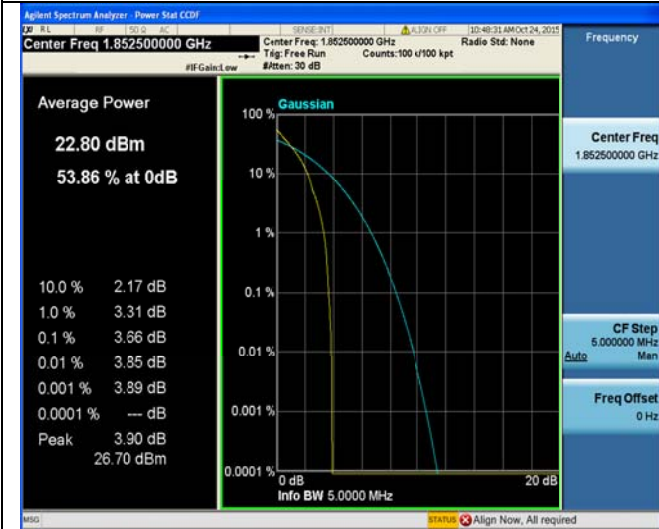 Agilent Spectrum Analyzer - Power Stat CCDF
RL RF 50 Ω AC SENSE:INT ALIGN OFF 10:48:31 AM Oct 24, 2015
Center Freq 1.852500000 GHz
Center Freq: 1.852500000 GHz Radio Std: None
Trig: Free Run Counts:100 k/100 kpt
#IFGain:Low #Atten: 30 dB
Frequency
Average Power
22.80 dBm
53.86 % at 0dB
10.0 % 2.17 dB
1.0 % 3.31 dB
0.1 % 3.66 dB
0.01 % 3.85 dB
0.001 % 3.89 dB
0.0001 % --- dB
Peak 3.90 dB
26.70 dBm
Gaussian
100 %
10 %
1 %
0.1 %
0.01 %
0.001 %
0.0001 %
0 dB 20 dB
Info BW 5.0000 MHz
Center Freq
1.852500000 GHz
CF Step
5.000000 MHz
Auto Man
Freq Offset
0 Hz
MSG STATUS Align Now, All required